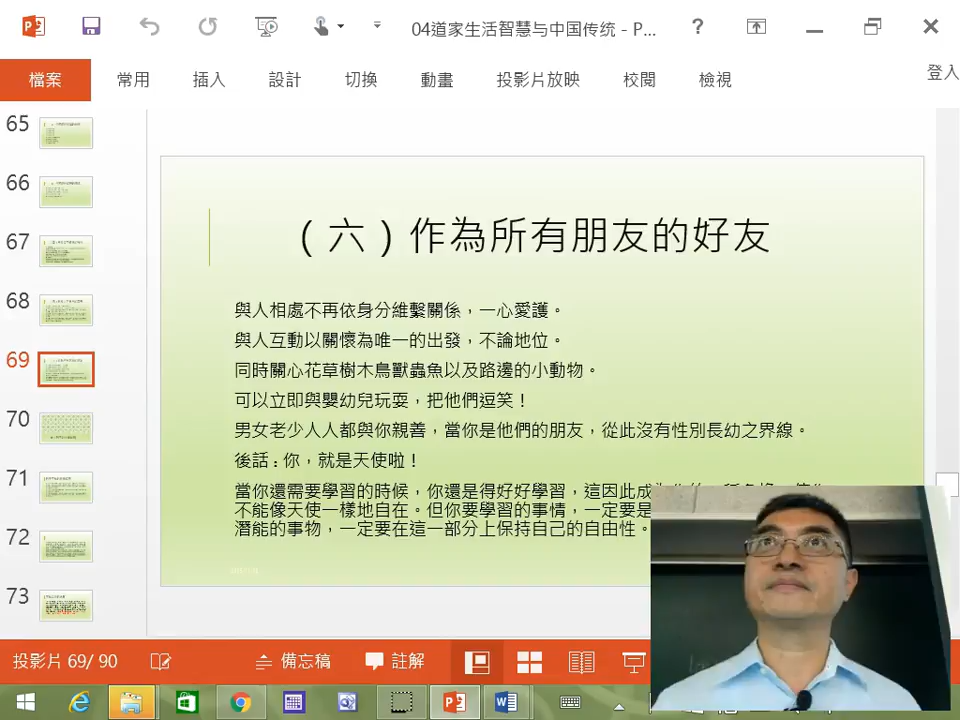 04道家生活智慧与中国传统 - P...
?
登入
檔案 常用 插入 設計 切換 動畫 投影片放映 校閱 檢視
65
66
67
68
69
70
71
72
73
（六）作為所有朋友的好友
與人相處不再依身分維繫關係，一心愛護。
與人互動以關懷為唯一的出發，不論地位。
同時關心花草樹木鳥獸蟲魚以及路邊的小動物。
可以立即與嬰幼兒玩耍，把他們逗笑！
男女老少人人都與你親善，當你是他們的朋友，從此沒有性別長幼之界線。
後話：你，就是天使啦！
當你還需要學習的時候，你還是得好好學習，這因此成
不能像天使一樣地自在。但你要學習的事情，一定要是
潛能的事物，一定要在這一部分上保持自己的自由性。
投影片 69/ 90 備忘稿 註解